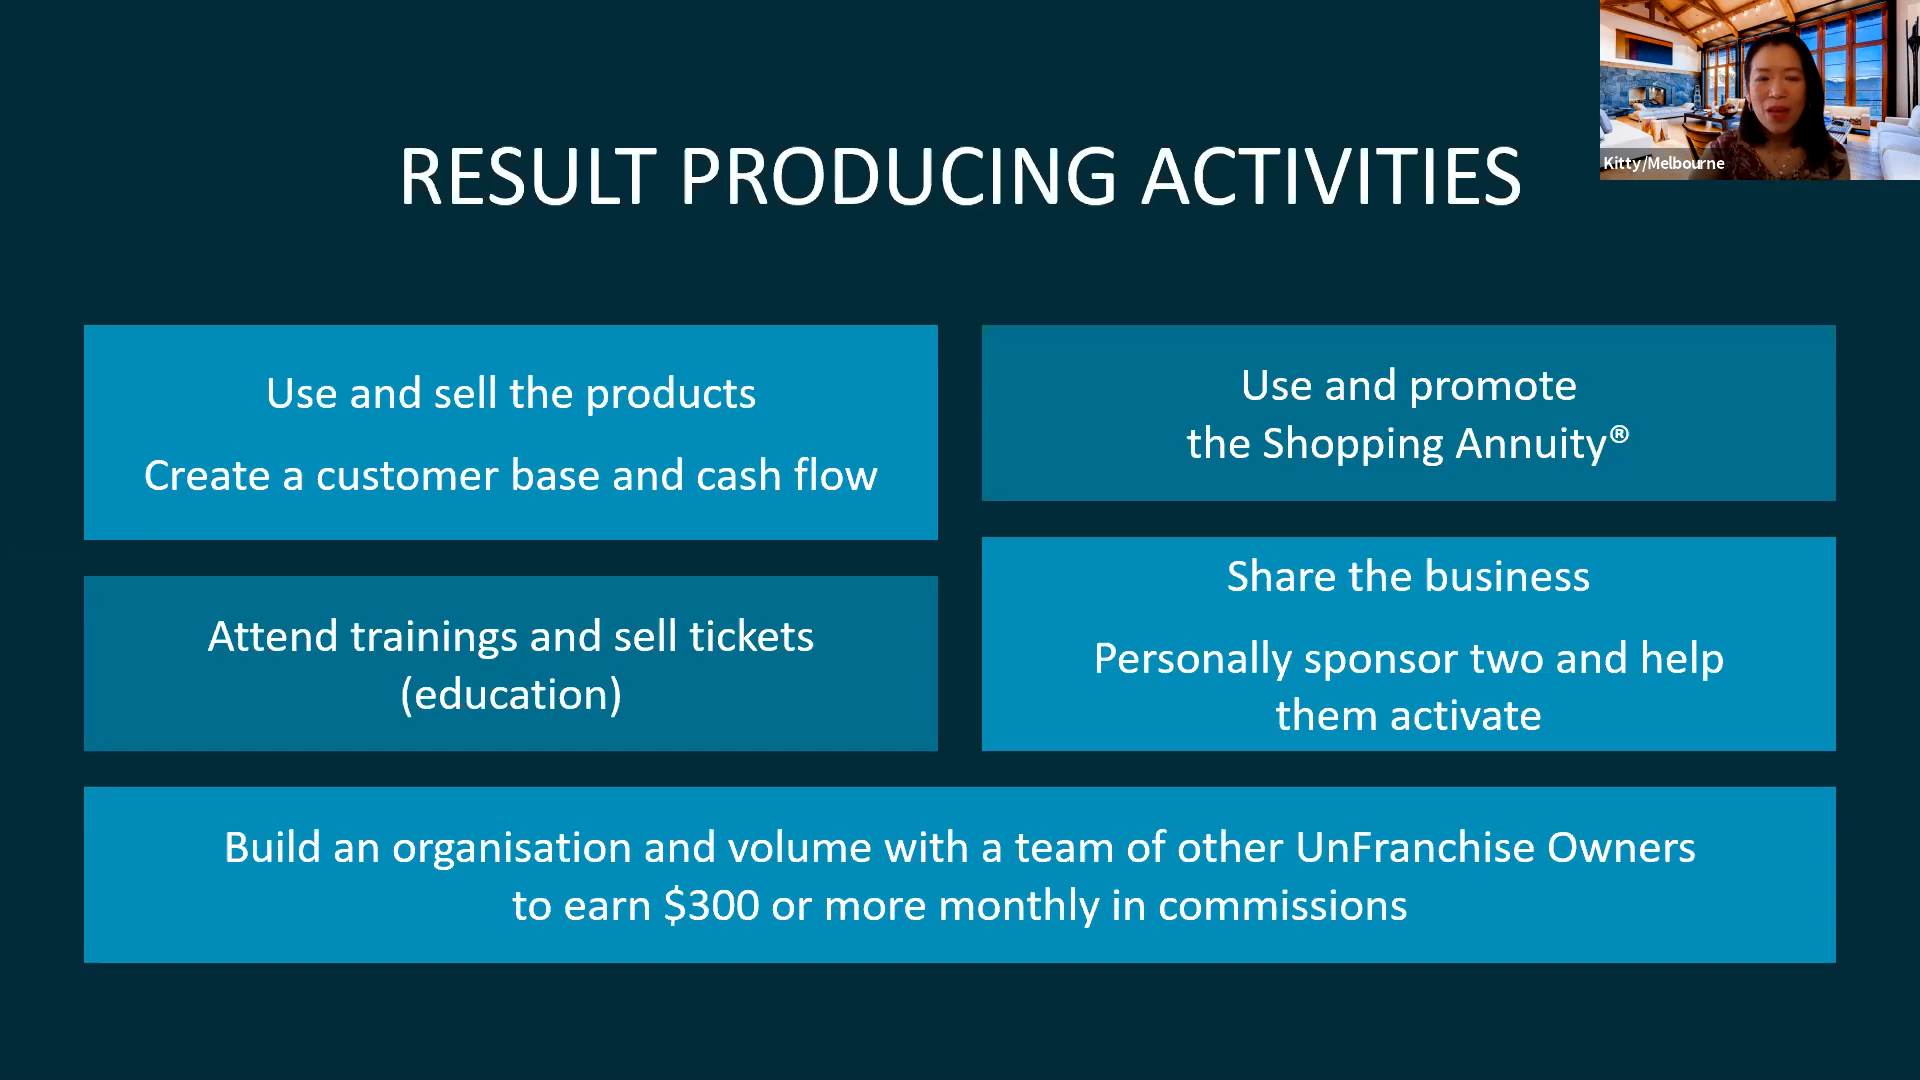 Kitty/Melbourne
RESULT PRODUCING ACTIVITIES
Use and sell the products
Create a customer base and cash flow
Use and promote
the Shopping Annuity®
Attend trainings and sell tickets
(education)
Share the business
Personally sponsor two and help
them activate
Build an organisation and volume with a team of other UnFranchise Owners
to earn $300 or more monthly in commissions